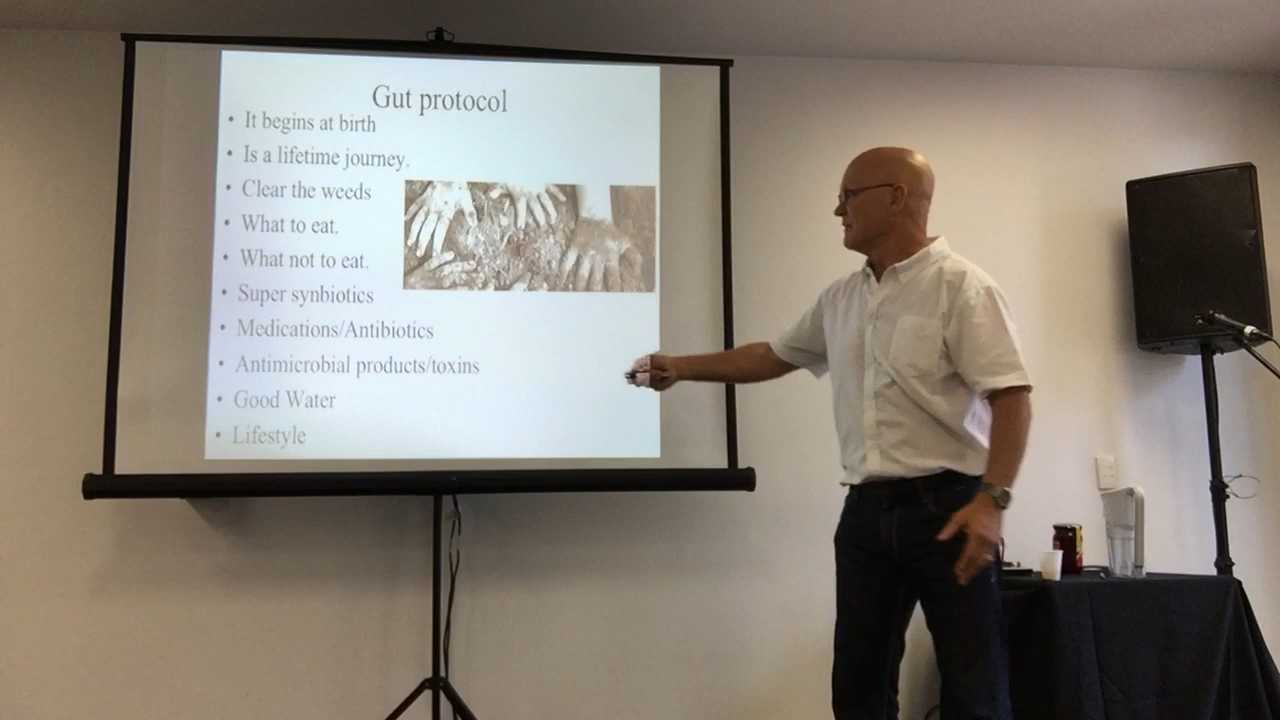 Gut protocol
• It begins at birth
• Is a lifetime journey.
• Clear the weeds
• What to eat.
• What not to eat.
• Super synbiotics
• Medications/Antibiotics
• Antimicrobial products/toxins
• Good Water
• Lifestyle